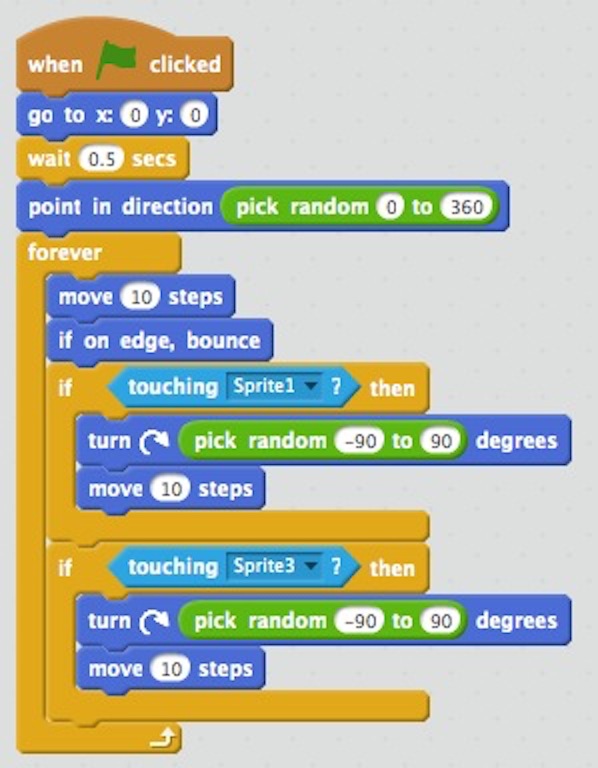 when clicked
go to x: 0 y: 0
wait 0.5 secs
point in direction pick random 0 to 360
forever
move 10 steps
if on edge, bounce
if touching Sprite1 ? then
turn pick random -90 to 90 degrees
move 10 steps
if touching Sprite3 ? then
turn pick random -90 to 90 degrees
move 10 steps